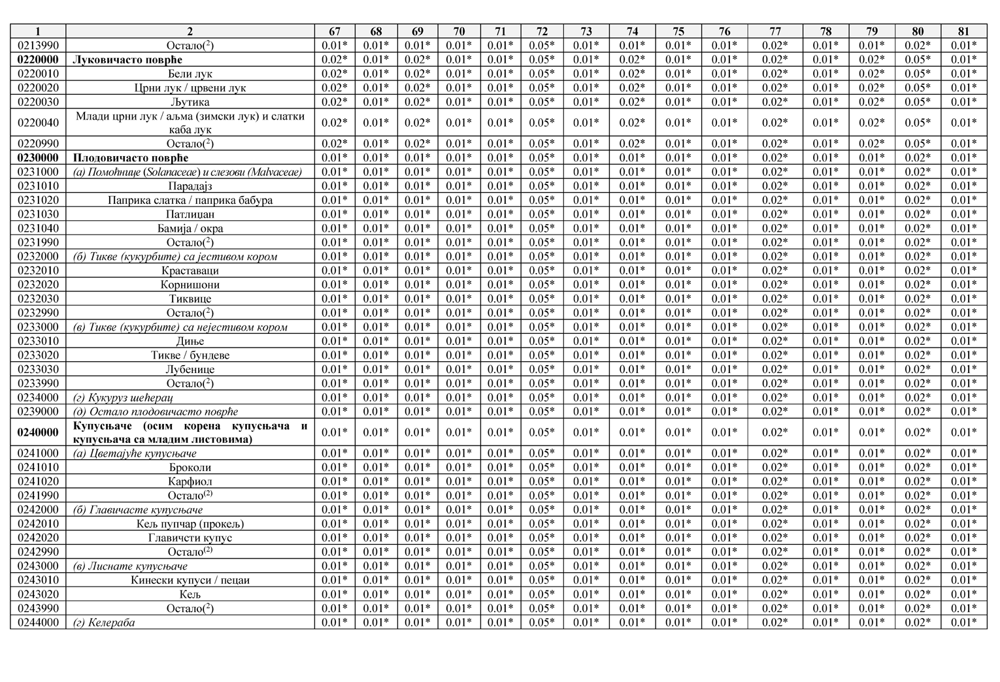 1 2 67 68 69 70 71 72 73 74 75 76 77 78 79 80 81
0213990 Остало(2) 0.01* 0.01* 0.01* 0.01* 0.01* 0.05* 0.01* 0.01* 0.01* 0.01* 0.02* 0.01* 0.01* 0.02* 0.01*
0220000 Луковичасто поврће 0.02* 0.01* 0.02* 0.01* 0.01* 0.05* 0.01* 0.02* 0.01* 0.01* 0.02* 0.01* 0.02* 0.05* 0.01*
0220010 Бели лук 0.02* 0.01* 0.02* 0.01* 0.01* 0.05* 0.01* 0.02* 0.01* 0.01* 0.02* 0.01* 0.02* 0.05* 0.01*
0220020 Црни лук / црвени лук 0.02* 0.01* 0.02* 0.01* 0.01* 0.05* 0.01* 0.02* 0.01* 0.01* 0.02* 0.01* 0.02* 0.05* 0.01*
0220030 Љутика 0.02* 0.01* 0.02* 0.01* 0.01* 0.05* 0.01* 0.02* 0.01* 0.01* 0.02* 0.01* 0.02* 0.05* 0.01*
0220040 Млади црни лук / аљма (зимски лук) и слатки
каба лук 0.02* 0.01* 0.02* 0.01* 0.01* 0.05* 0.01* 0.02* 0.01* 0.01* 0.02* 0.01* 0.02* 0.05* 0.01*
0220990 Остало(2) 0.02* 0.01* 0.02* 0.01* 0.01* 0.05* 0.01* 0.02* 0.01* 0.01* 0.02* 0.01* 0.02* 0.05* 0.01*
0230000 Плодовичасто поврће 0.01* 0.01* 0.01* 0.01* 0.01* 0.05* 0.01* 0.01* 0.01* 0.01* 0.02* 0.01* 0.01* 0.02* 0.01*
0231000 (а) Помоћнице (Solanaceae) и слезови (Malvaceae) 0.01* 0.01* 0.01* 0.01* 0.01* 0.05* 0.01* 0.01* 0.01* 0.01* 0.02* 0.01* 0.01* 0.02* 0.01*
0231010 Парадајз 0.01* 0.01* 0.01* 0.01* 0.01* 0.05* 0.01* 0.01* 0.01* 0.01* 0.02* 0.01* 0.01* 0.02* 0.01*
0231020 Паприка слатка / паприка бабура 0.01* 0.01* 0.01* 0.01* 0.01* 0.05* 0.01* 0.01* 0.01* 0.01* 0.02* 0.01* 0.01* 0.02* 0.01*
0231030 Патлиџан 0.01* 0.01* 0.01* 0.01* 0.01* 0.05* 0.01* 0.01* 0.01* 0.01* 0.02* 0.01* 0.01* 0.02* 0.01*
0231040 Бамија / окра 0.01* 0.01* 0.01* 0.01* 0.01* 0.05* 0.01* 0.01* 0.01* 0.01* 0.02* 0.01* 0.01* 0.02* 0.01*
0231990 Остало(2) 0.01* 0.01* 0.01* 0.01* 0.01* 0.05* 0.01* 0.01* 0.01* 0.01* 0.02* 0.01* 0.01* 0.02* 0.01*
0232000 (б) Тикве (кукурбите) са јестивом кором 0.01* 0.01* 0.01* 0.01* 0.01* 0.05* 0.01* 0.01* 0.01* 0.01* 0.02* 0.01* 0.01* 0.02* 0.01*
0232010 Краставаци 0.01* 0.01* 0.01* 0.01* 0.01* 0.05* 0.01* 0.01* 0.01* 0.01* 0.02* 0.01* 0.01* 0.02* 0.01*
0232020 Корнишони 0.01* 0.01* 0.01* 0.01* 0.01* 0.05* 0.01* 0.01* 0.01* 0.01* 0.02* 0.01* 0.01* 0.02* 0.01*
0232030 Тиквице 0.01* 0.01* 0.01* 0.01* 0.01* 0.05* 0.01* 0.01* 0.01* 0.01* 0.02* 0.01* 0.01* 0.02* 0.01*
0232990 Остало(2) 0.01* 0.01* 0.01* 0.01* 0.01* 0.05* 0.01* 0.01* 0.01* 0.01* 0.02* 0.01* 0.01* 0.02* 0.01*
0233000 (в) Тикве (кукурбите) са нејестивом кором 0.01* 0.01* 0.01* 0.01* 0.01* 0.05* 0.01* 0.01* 0.01* 0.01* 0.02* 0.01* 0.01* 0.02* 0.01*
0233010 Диње 0.01* 0.01* 0.01* 0.01* 0.01* 0.05* 0.01* 0.01* 0.01* 0.01* 0.02* 0.01* 0.01* 0.02* 0.01*
0233020 Тикве / бундеве 0.01* 0.01* 0.01* 0.01* 0.01* 0.05* 0.01* 0.01* 0.01* 0.01* 0.02* 0.01* 0.01* 0.02* 0.01*
0233030 Лубенице 0.01* 0.01* 0.01* 0.01* 0.01* 0.05* 0.01* 0.01* 0.01* 0.01* 0.02* 0.01* 0.01* 0.02* 0.01*
0233990 Остало(2) 0.01* 0.01* 0.01* 0.01* 0.01* 0.05* 0.01* 0.01* 0.01* 0.01* 0.02* 0.01* 0.01* 0.02* 0.01*
0234000 (г) Кукуруз шећерац 0.01* 0.01* 0.01* 0.01* 0.01* 0.05* 0.01* 0.01* 0.01* 0.01* 0.02* 0.01* 0.01* 0.02* 0.01*
0239000 (д) Остало плодовичасто поврће 0.01* 0.01* 0.01* 0.01* 0.01* 0.05* 0.01* 0.01* 0.01* 0.01* 0.02* 0.01* 0.01* 0.02* 0.01*
0240000 Купусњаче (осим корена купусњача и
купусњача са младим листовима) 0.01* 0.01* 0.01* 0.01* 0.01* 0.05* 0.01* 0.01* 0.01* 0.01* 0.02* 0.01* 0.01* 0.02* 0.01*
0241000 (а) Цветајуће купусњаче 0.01* 0.01* 0.01* 0.01* 0.01* 0.05* 0.01* 0.01* 0.01* 0.01* 0.02* 0.01* 0.01* 0.02* 0.01*
0241010 Броколи 0.01* 0.01* 0.01* 0.01* 0.01* 0.05* 0.01* 0.01* 0.01* 0.01* 0.02* 0.01* 0.01* 0.02* 0.01*
0241020 Карфиол 0.01* 0.01* 0.01* 0.01* 0.01* 0.05* 0.01* 0.01* 0.01* 0.01* 0.02* 0.01* 0.01* 0.02* 0.01*
0241990 Остало(2) 0.01* 0.01* 0.01* 0.01* 0.01* 0.05* 0.01* 0.01* 0.01* 0.01* 0.02* 0.01* 0.01* 0.02* 0.01*
0242000 (б) Главичасте купусњаче 0.01* 0.01* 0.01* 0.01* 0.01* 0.05* 0.01* 0.01* 0.01* 0.01* 0.02* 0.01* 0.01* 0.02* 0.01*
0242010 Кељ пупчар (прокељ) 0.01* 0.01* 0.01* 0.01* 0.01* 0.05* 0.01* 0.01* 0.01* 0.01* 0.02* 0.01* 0.01* 0.02* 0.01*
0242020 Главичсти купус 0.01* 0.01* 0.01* 0.01* 0.01* 0.05* 0.01* 0.01* 0.01* 0.01* 0.02* 0.01* 0.01* 0.02* 0.01*
0242990 Остало(2) 0.01* 0.01* 0.01* 0.01* 0.01* 0.05* 0.01* 0.01* 0.01* 0.01* 0.02* 0.01* 0.01* 0.02* 0.01*
0243000 (в) Лиснате купусњаче 0.01* 0.01* 0.01* 0.01* 0.01* 0.05* 0.01* 0.01* 0.01* 0.01* 0.02* 0.01* 0.01* 0.02* 0.01*
0243010 Кинески купуси / пецаи 0.01* 0.01* 0.01* 0.01* 0.01* 0.05* 0.01* 0.01* 0.01* 0.01* 0.02* 0.01* 0.01* 0.02* 0.01*
0243020 Кељ 0.01* 0.01* 0.01* 0.01* 0.01* 0.05* 0.01* 0.01* 0.01* 0.01* 0.02* 0.01* 0.01* 0.02* 0.01*
0243990 Остало(2) 0.01* 0.01* 0.01* 0.01* 0.01* 0.05* 0.01* 0.01* 0.01* 0.01* 0.02* 0.01* 0.01* 0.02* 0.01*
0244000 (г) Келераба 0.01* 0.01* 0.01* 0.01* 0.01* 0.05* 0.01* 0.01* 0.01* 0.01* 0.02* 0.01* 0.01* 0.02* 0.01*